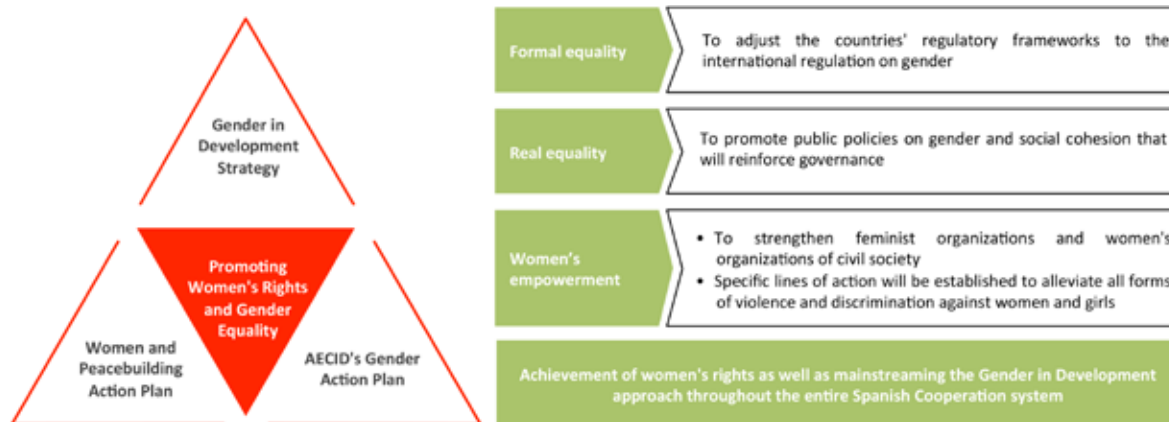 Gender in
Development
Strategy
Promoting
Women's Rights
and Gender
Equality
Women and
Peacebuilding
Action Plan
AECID's Gender
Action Plan
Formal equality
To adjust the countries' regulatory frameworks to the
international regulation on gender
Real equality
To promote public policies on gender and social cohesion that
will reinforce governance
Women's
empowerment
• To strengthen feminist organizations and women's
organizations of civil society
• Specific lines of action will be established to alleviate all forms
of violence and discrimination against women and girls
Achievement of women's rights as well as mainstreaming the Gender in Development
approach throughout the entire Spanish Cooperation system